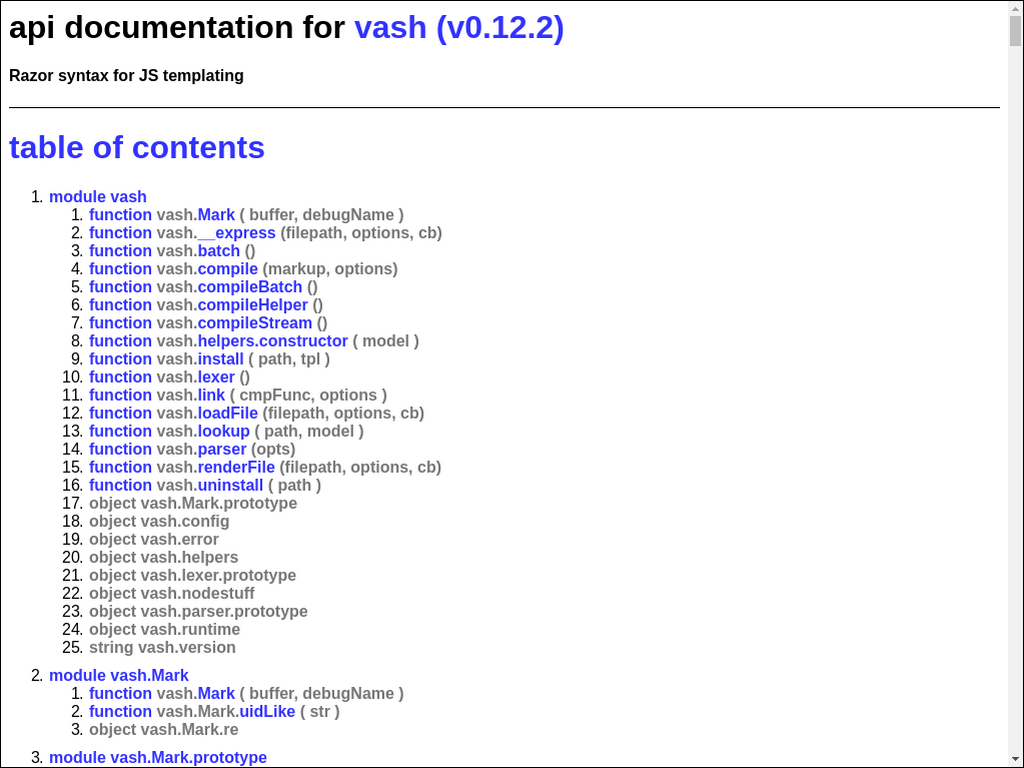 api documentation for vash (v0.12.2)
Razor syntax for JS templating
table of contents
1. module vash
1. function vash.Mark ( buffer, debugName )
2. function vash.__express (filepath, options, cb)
3. function vash.batch ()
4. function vash.compile (markup, options)
5. function vash.compileBatch ()
6. function vash.compileHelper ()
7. function vash.compileStream ()
8. function vash.helpers.constructor ( model )
9. function vash.install ( path, tpl )
10. function vash.lexer ()
11. function vash.link ( cmpFunc, options )
12. function vash.loadFile (filepath, options, cb)
13. function vash.lookup ( path, model )
14. function vash.parser (opts)
15. function vash.renderFile (filepath, options, cb)
16. function vash.uninstall ( path )
17. object vash.Mark.prototype
18. object vash.config
19. object vash.error
20. object vash.helpers
21. object vash.lexer.prototype
22. object vash.nodestuff
23. object vash.parser.prototype
24. object vash.runtime
25. string vash.version
2. module vash.Mark
1. function vash.Mark ( buffer, debugName )
2. function vash.Mark.uidLike ( str )
3. object vash.Mark.re
3. module vash.Mark.prototype